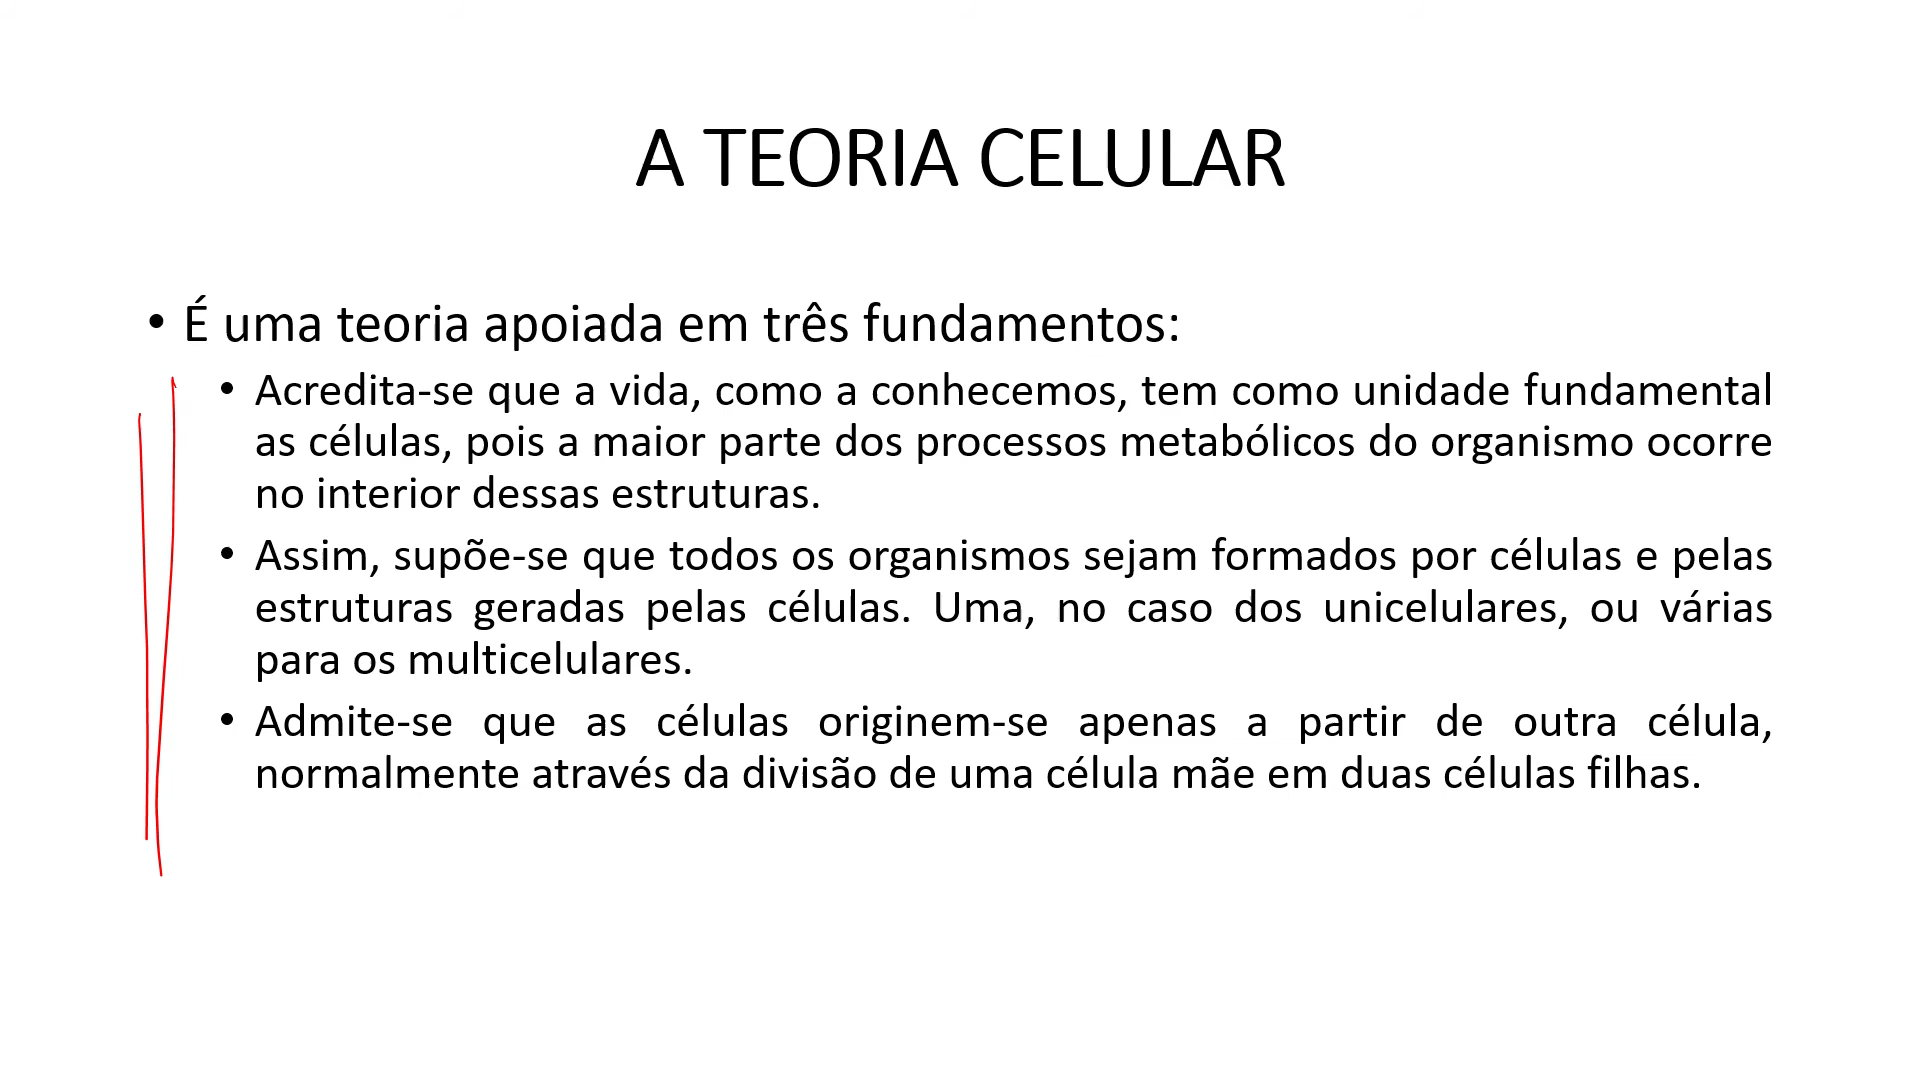 A TEORIA CELULAR
• É uma teoria apoiada em três fundamentos:
• Acredita-se que a vida, como a conhecemos, tem como unidade fundamental
as células, pois a maior parte dos processos metabólicos do organismo ocorre
no interior dessas estruturas.
• Assim, supõe-se que todos os organismos sejam formados por células e pelas
estruturas geradas pelas células. Uma, no caso dos unicelulares, ou várias
para os multicelulares.
• Admite-se que as células originem-se apenas a partir de outra célula,
normalmente através da divisão de uma célula mãe em duas células filhas.